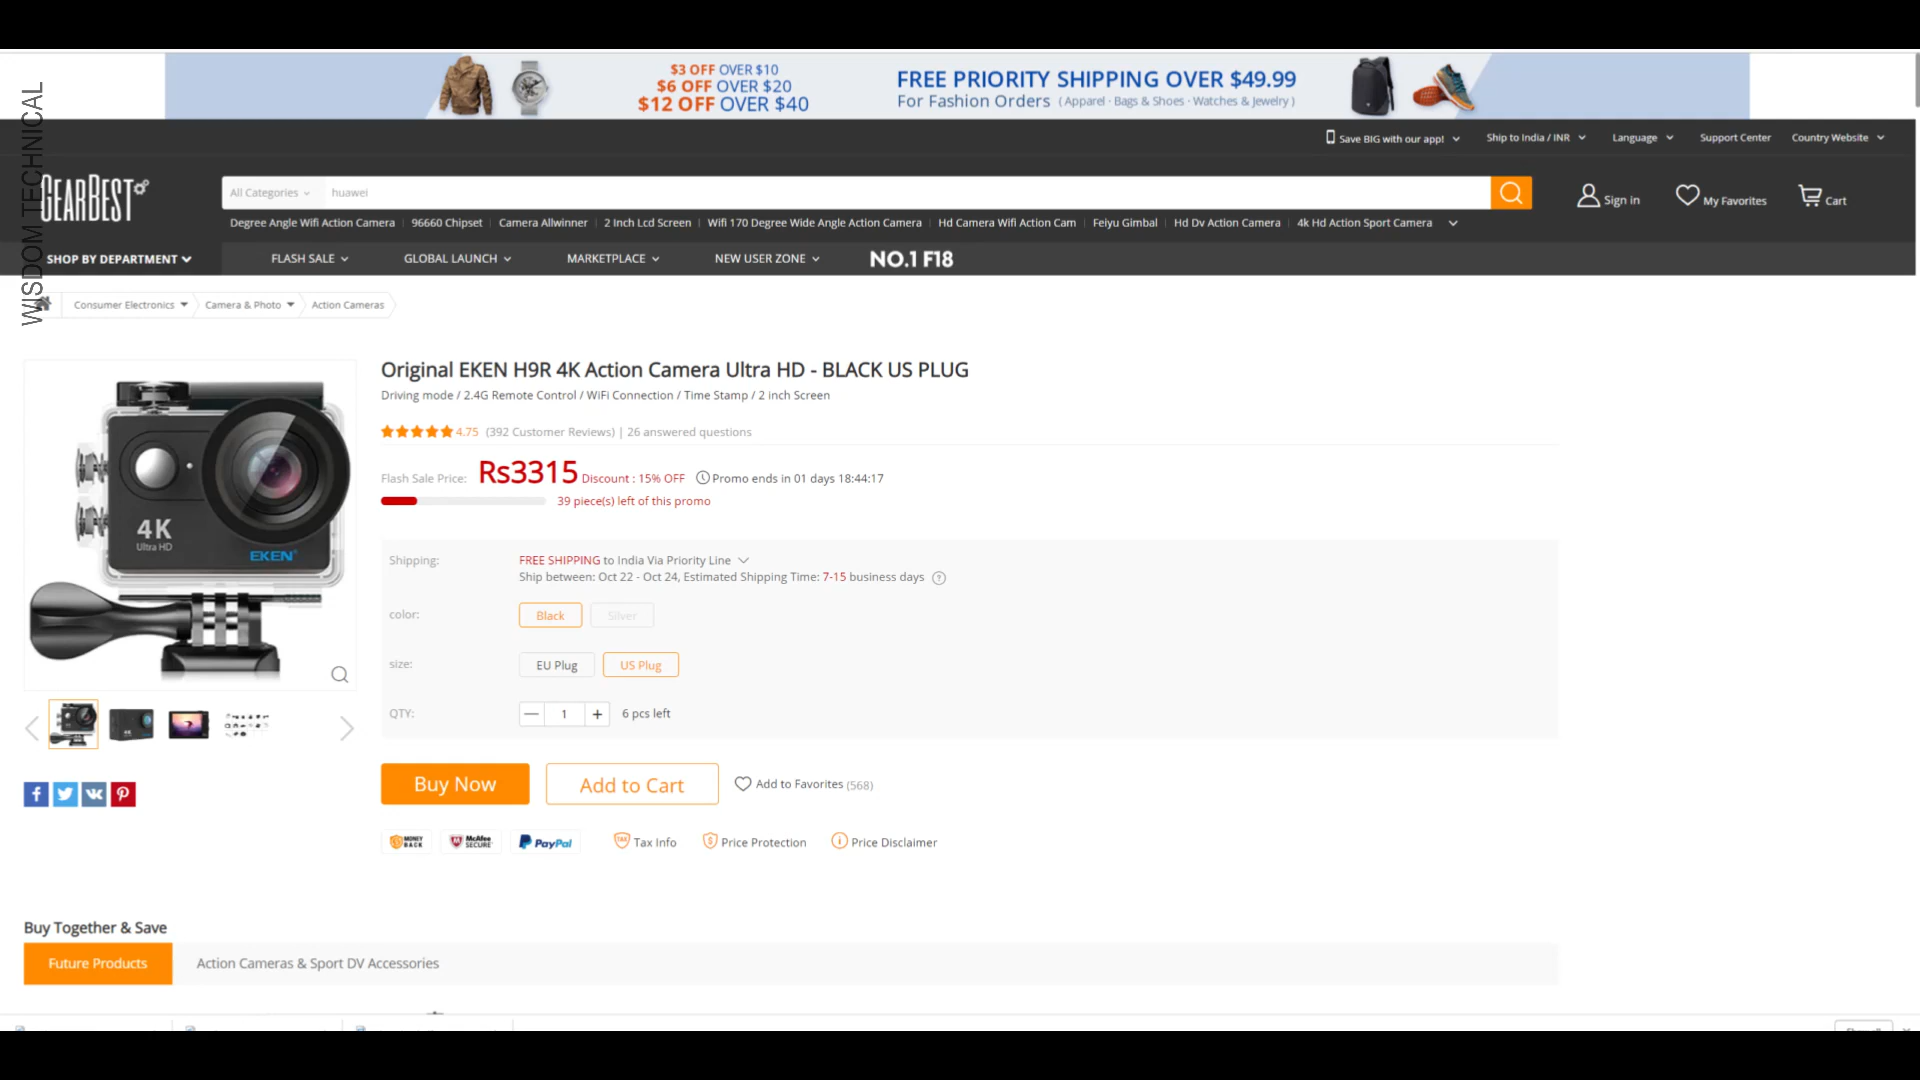 $3 OFF OVER $10
$6 OFF OVER $20
$12 OFF OVER $40
FREE PRIORITY SHIPPING OVER $49.99
For Fashion Orders ( Apparel · Bags & Shoes · Watches & Jewelry )
WISDOM TECHNICAL
Save BIG with our app! Ship to India / INR Language Support Center Country Website
GEARBEST
All Categories huawei
Sign in My Favorites Cart
Degree Angle Wifi Action Camera 96660 Chipset Camera Allwinner 2 Inch Lcd Screen Wifi 170 Degree Wide Angle Action Camera Hd Camera Wifi Action Cam Feiyu Gimbal Hd Dv Action Camera 4k Hd Action Sport Camera
SHOP BY DEPARTMENT FLASH SALE GLOBAL LAUNCH MARKETPLACE NEW USER ZONE NO.1 F18
Consumer Electronics Camera & Photo Action Cameras
Original EKEN H9R 4K Action Camera Ultra HD - BLACK US PLUG
Driving mode / 2.4G Remote Control / WiFi Connection / Time Stamp / 2 inch Screen
4.75 (392 Customer Reviews) | 26 answered questions
Flash Sale Price: Rs3315 Discount : 15% OFF Promo ends in 01 days 18:44:17
39 piece(s) left of this promo
4K
Ultra HD
EKEN
Shipping: FREE SHIPPING to India Via Priority Line
Ship between: Oct 22 - Oct 24, Estimated Shipping Time: 7-15 business days ?
color: Black Silver
size: EU Plug US Plug
QTY: 1 + 6 pcs left
Buy Now Add to Cart Add to Favorites (568)
MONEY BACK McAfee SECURE PayPal Tax Info Price Protection Price Disclaimer
Buy Together & Save
Future Products Action Cameras & Sport DV Accessories